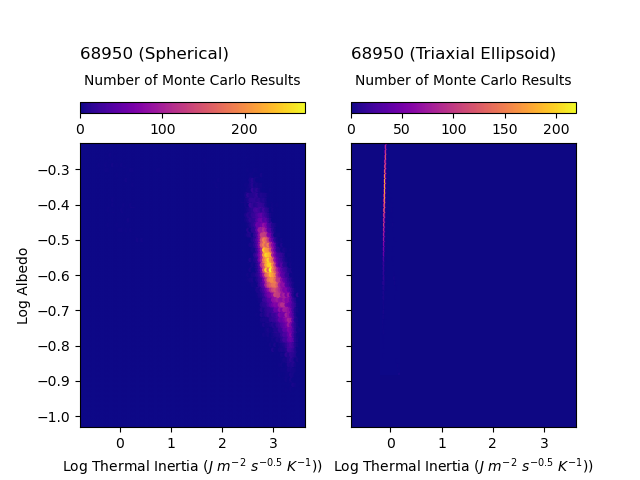 68950 (Spherical)
Number of Monte Carlo Results
0 100 200
−0.3
−0.4
−0.5
−0.6
−0.7
−0.8
−0.9
−1.0
Log Albedo
0 1 2 3
Log Thermal Inertia (J m⁻² s⁻⁰·⁵ K⁻¹))
68950 (Triaxial Ellipsoid)
Number of Monte Carlo Results
0 50 100 150 200
0 1 2 3
Log Thermal Inertia (J m⁻² s⁻⁰·⁵ K⁻¹))